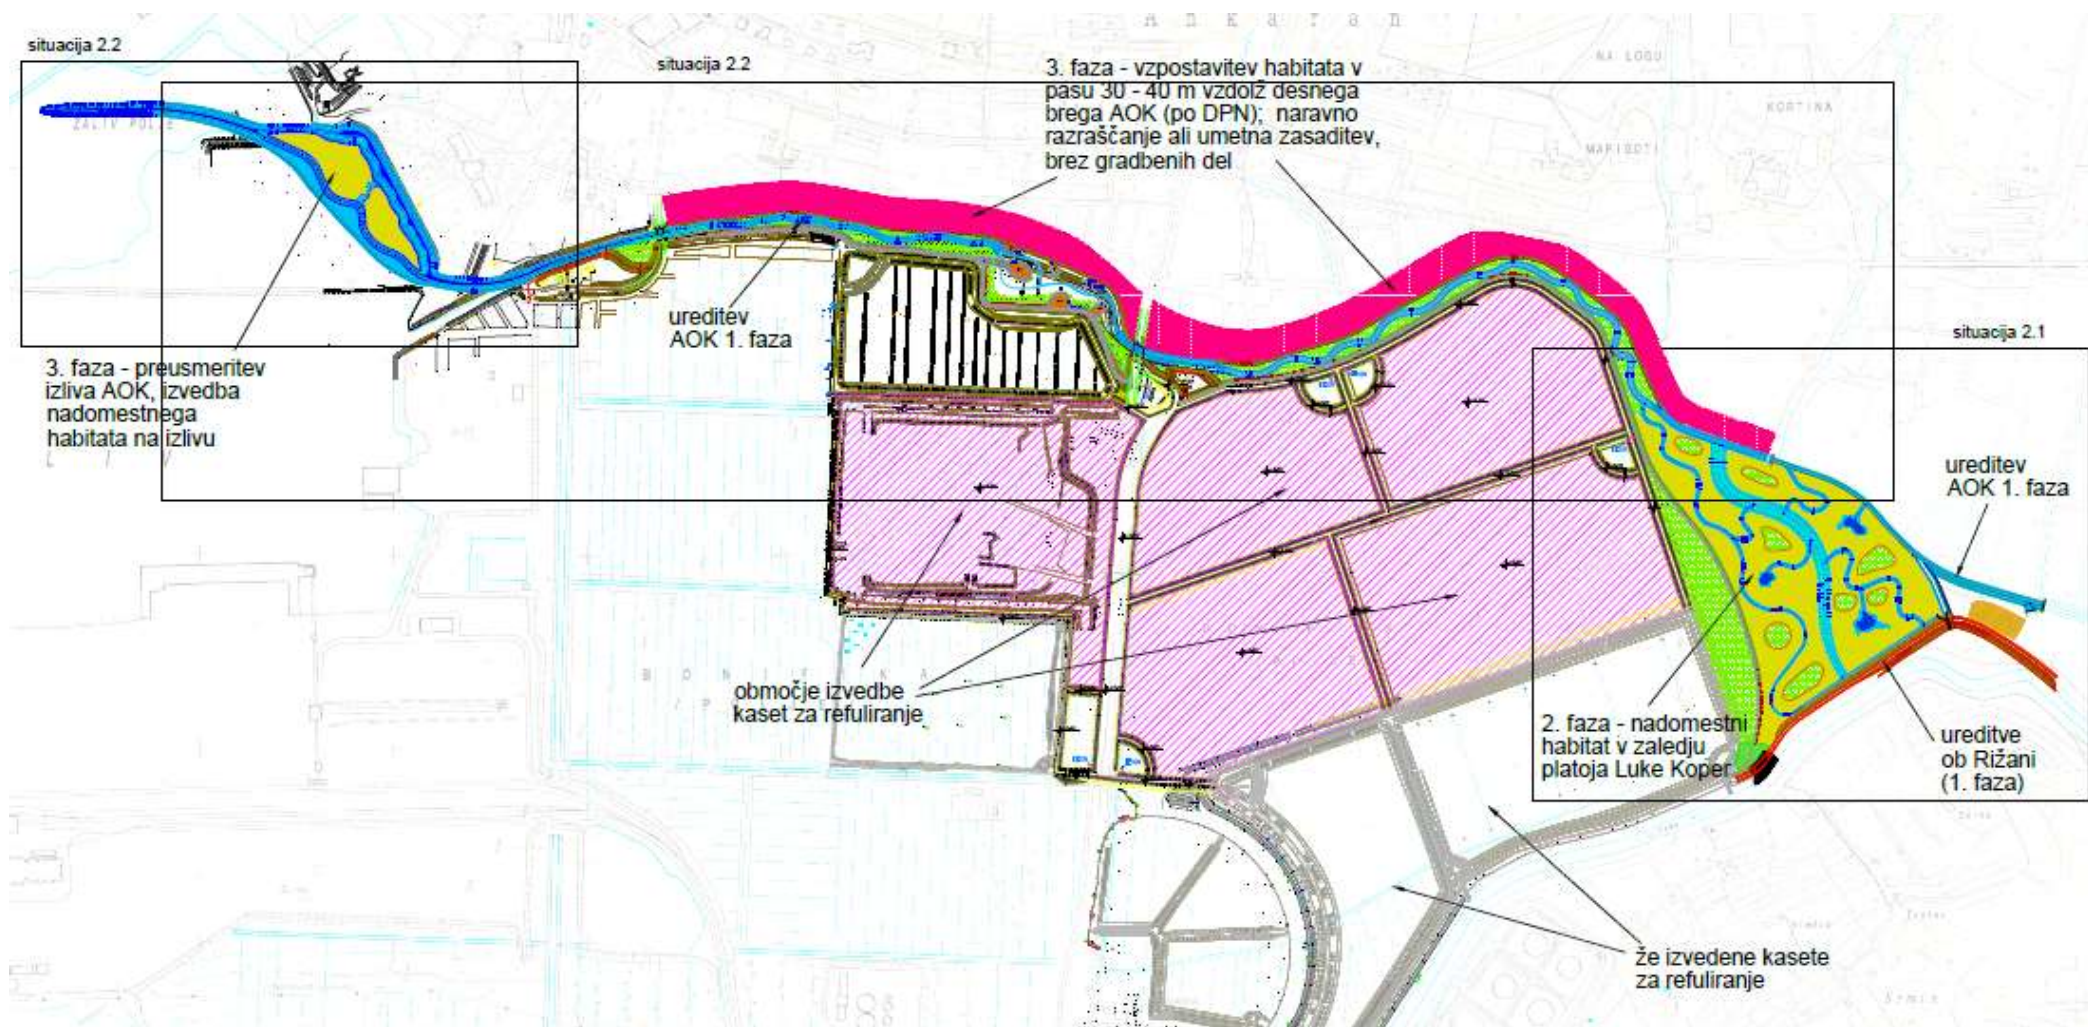 A n k a r a n
situacija 2.2
situacija 2.2
3. faza - vzpostavitev habitata v
pasu 30 - 40 m vzdolž desnega
brega AOK (po DPN); naravno
razraščanje ali umetna zasaditev,
brez gradbenih del
NA LOGU
KORTINA
ZALIV POLJE
situacija 2.1
ureditev
AOK 1. faza
3. faza - preusmeritev
izliva AOK, izvedba
nadomestnega
habitata na izlivu
ureditev
AOK 1. faza
območje izvedbe
kaset za refuliranje
2. faza - nadomestni
habitat v zaledju
platoja Luke Koper
ureditve
ob Rižani
(1. faza)
že izvedene kasete
za refuliranje